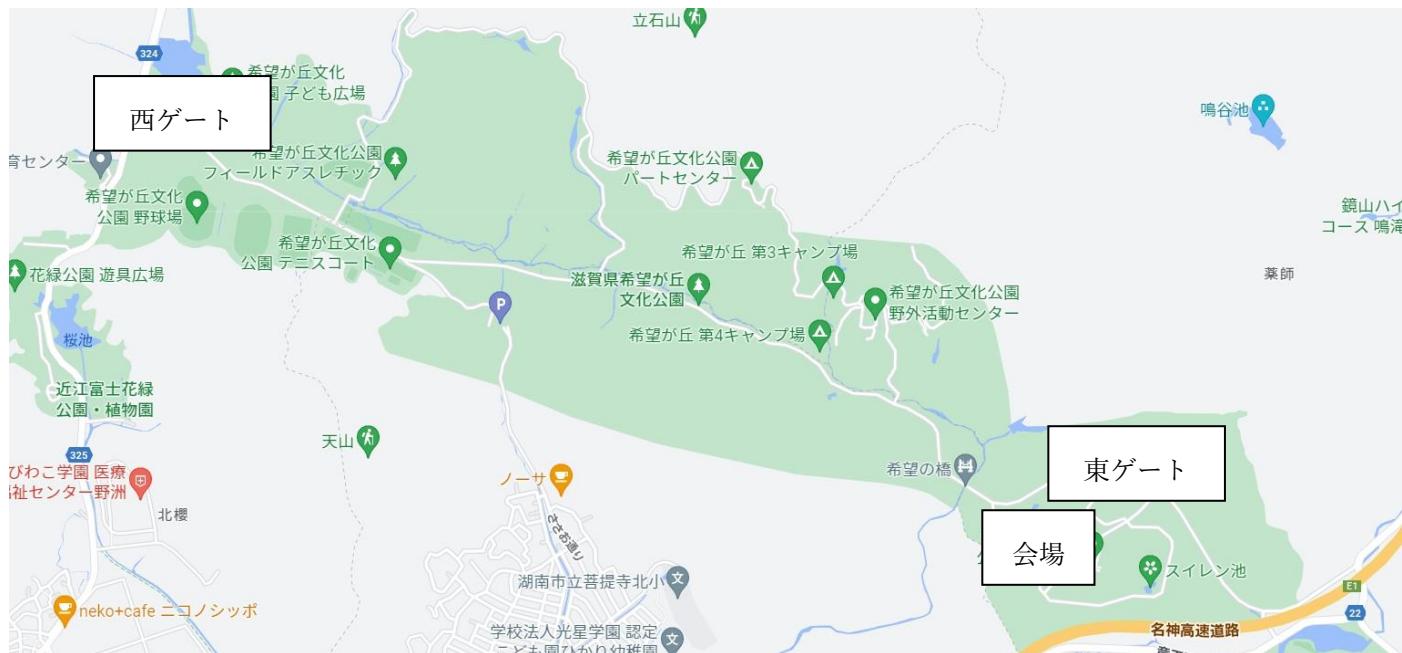 立石山
324
希望が丘文化
園 子ども広場
西ゲート
鳴谷池
育センター
希望が丘文化公園
フィールドアスレチック
希望が丘文化公園
パートセンター
希望が丘文化
公園 野球場
鏡山ハイ
コース 鳴滝
希望が丘文化
公園 テニスコート
希望が丘 第3キャンプ場
花緑公園 遊具広場
滋賀県希望が丘
文化公園
薬師
希望が丘文化公園
野外活動センター
P
桜池
希望が丘 第4キャンプ場
近江富士花緑
公園・植物園
天山
325
びわこ学園 医療
福祉センター野洲
希望の橋
東ゲート
ノーサ
北櫻
ささお通り
会場
スイレン池
湖南市立菩提寺北小
文
E1
neko+cafe ニコノシッポ
22
学校法人光星学園 認定
こども園ひかり幼稚園
文
名神高速道路